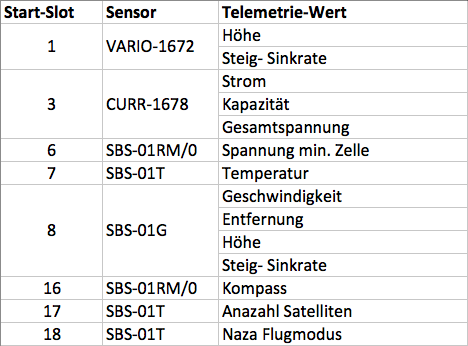 Start-Slot Sensor Telemetrie-Wert
1 VARIO-1672 Höhe
Steig- Sinkrate
3 CURR-1678 Strom
Kapazität
Gesamtspannung
6 SBS-01RM/0 Spannung min. Zelle
7 SBS-01T Temperatur
8 SBS-01G Geschwindigkeit
Entfernung
Höhe
Steig- Sinkrate
16 SBS-01RM/0 Kompass
17 SBS-01T Anazahl Satelliten
18 SBS-01T Naza Flugmodus